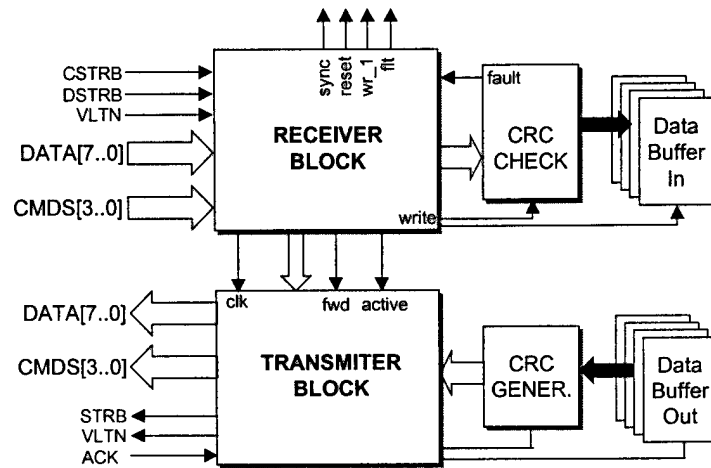 sync
reset
wr_1
flt
CSTRB
DSTRB
VLTN
DATA[7..0]
CMDS[3..0]
RECEIVER
BLOCK
write
fault
CRC
CHECK
Data
Buffer
In
clk
fwd
active
DATA[7..0]
CMDS[3..0]
STRB
VLTN
ACK
TRANSMITER
BLOCK
CRC
GENER.
Data
Buffer
Out